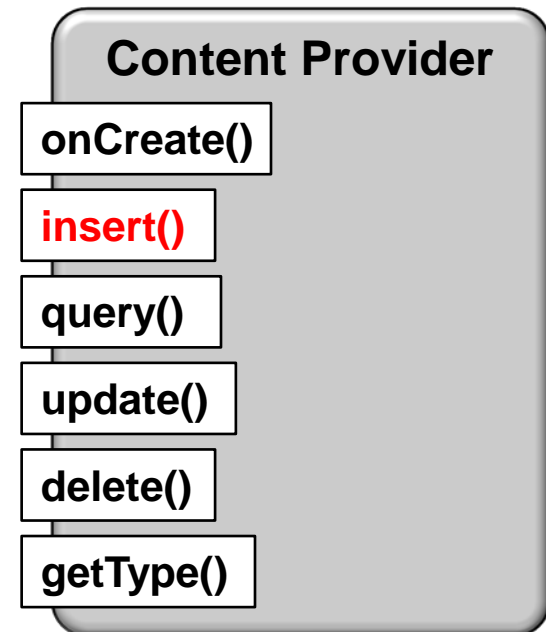 Content Provider
onCreate()
insert()
query()
update()
delete()
getType()